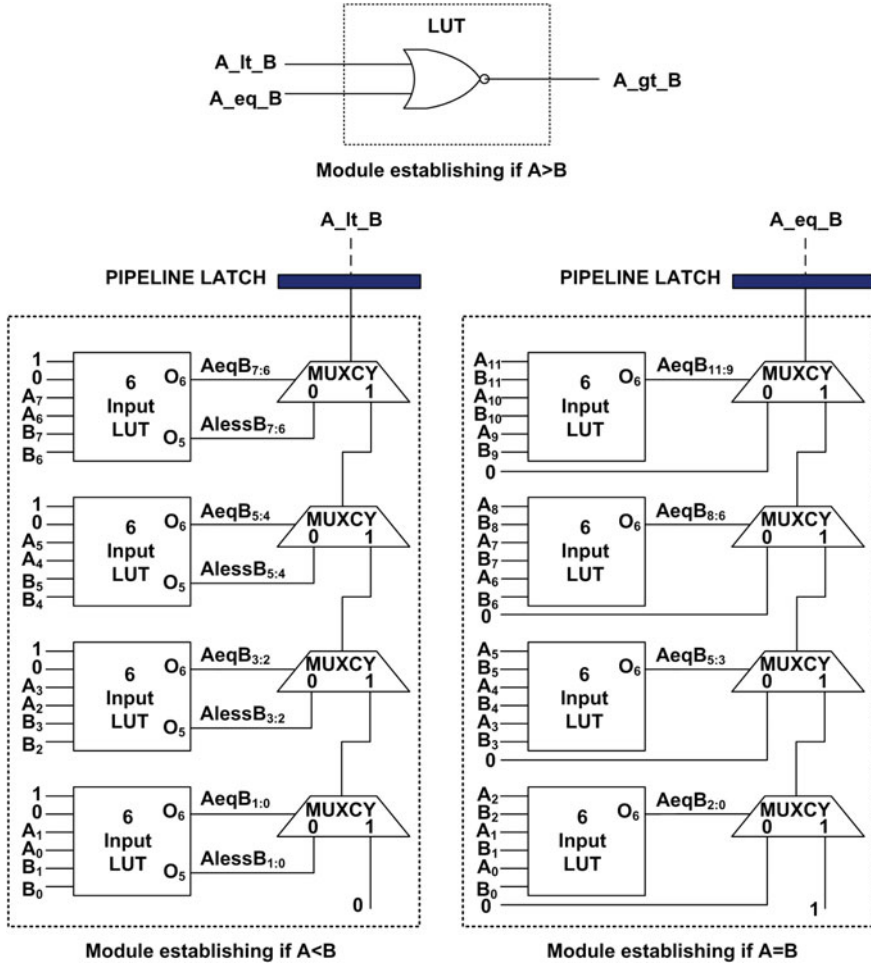 LUT
A_lt_B
A_eq_B
A_gt_B
Module establishing if A>B
A_lt_B
PIPELINE LATCH
1
0
A₇
A₆
B₇
B₆
6
Input
LUT
O₆
O₅
AeqB₇:₆
AlessB₇:₆
MUXCY
0 1
1
0
A₅
A₄
B₅
B₄
6
Input
LUT
O₆
O₅
AeqB₅:₄
AlessB₅:₄
MUXCY
0 1
1
0
A₃
A₂
B₃
B₂
6
Input
LUT
O₆
O₅
AeqB₃:₂
AlessB₃:₂
MUXCY
0 1
1
0
A₁
A₀
B₁
B₀
6
Input
LUT
O₆
O₅
AeqB₁:₀
AlessB₁:₀
MUXCY
0 1
0
Module establishing if A<B
A_eq_B
PIPELINE LATCH
A₁₁
B₁₁
A₁₀
B₁₀
A₉
B₉
0
6
Input
LUT
O₆
AeqB₁₁:₉
MUXCY
0 1
A₈
B₈
A₇
B₇
A₆
B₆
0
6
Input
LUT
O₆
AeqB₈:₆
MUXCY
0 1
A₅
B₅
A₄
B₄
A₃
B₃
0
6
Input
LUT
O₆
AeqB₅:₃
MUXCY
0 1
A₂
B₂
A₁
B₁
A₀
B₀
0
6
Input
LUT
O₆
AeqB₂:₀
MUXCY
0 1
1
Module establishing if A=B